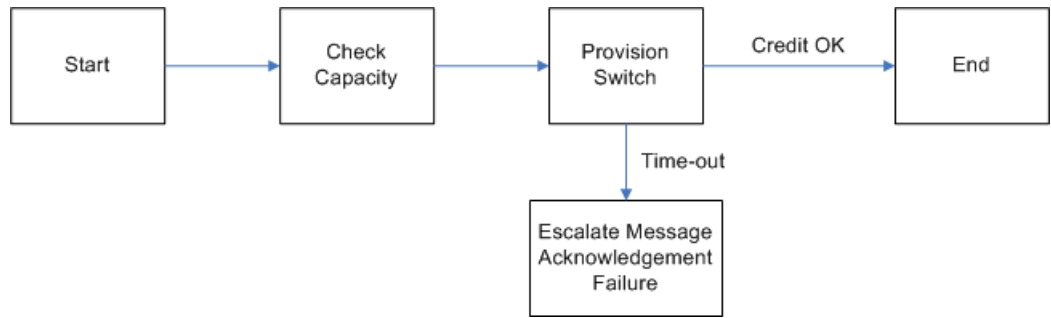 Start
Check
Capacity
Provision
Switch
Credit OK
End
Time-out
Escalate Message
Acknowledgement
Failure